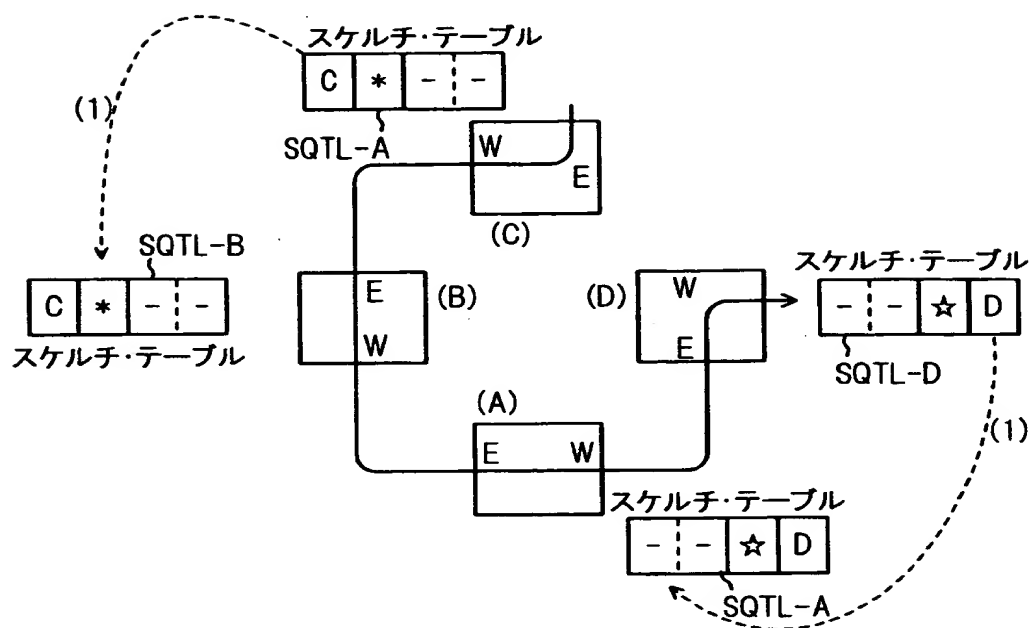 スケルチ・テーブル
C * - -
(1)
SQTL-A
W
E
(C)
SQTL-B
C * - -
スケルチ・テーブル
E
W
(B)
(D)
W
E
スケルチ・テーブル
- - ☆ D
SQTL-D
(1)
(A)
E W
スケルチ・テーブル
- - ☆ D
SQTL-A